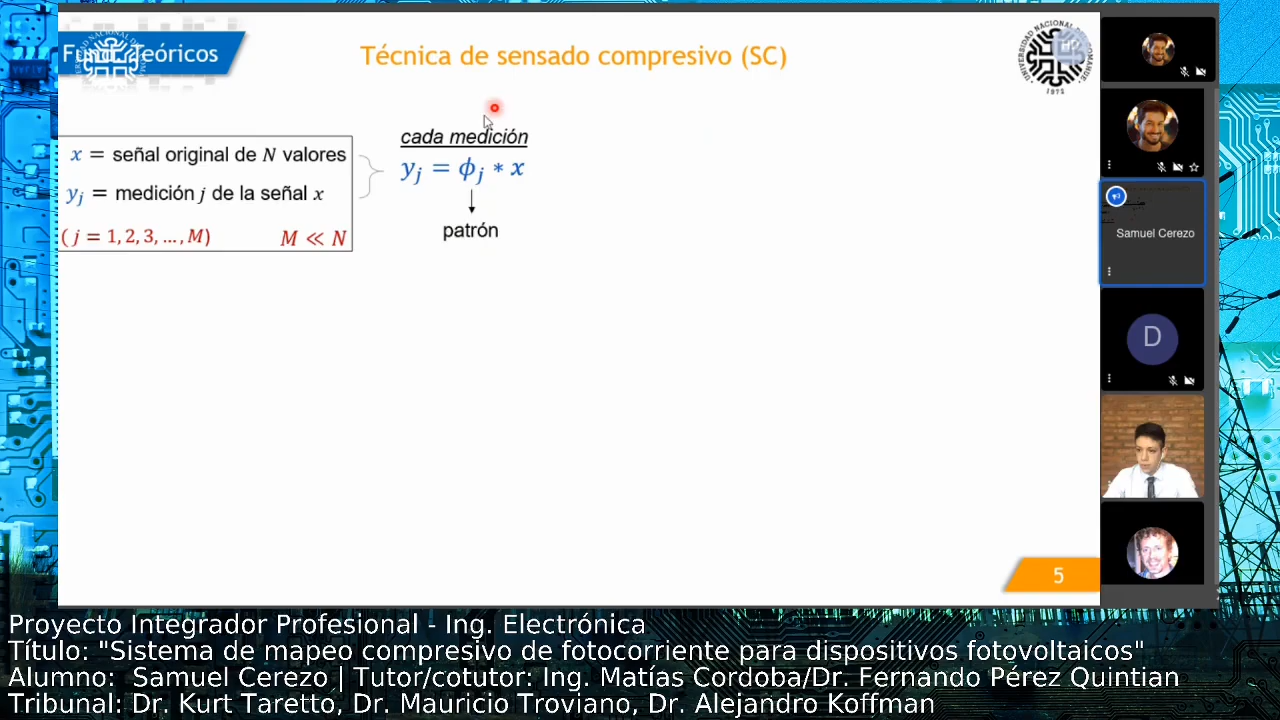 Fund. Teóricos
Técnica de sensado compresivo (SC)
UNIVERSIDAD NACIONAL
1972
cada medición
x = señal original de N valores
y_j = ϕ_j * x
y_j = medición j de la señal x
patrón
(j = 1, 2, 3, ..., M) M ≪ N
Samuel Cerezo
D
5
Proyecto Integrador Profesional - Ing. Electrónica
Título: "Sistema de mapeo compresivo de fotocorriente para dispositivos fotovoltaicos"
Alumno: Samuel Cerezo | Tutor/cotutor: Ing. Matías Cordoba/Dr. Fernando Pérez Quintian
Tribunal: Dr. Kurt Taretto, Dr. Mauricio Troviano, Dr. Alejandro Koffman